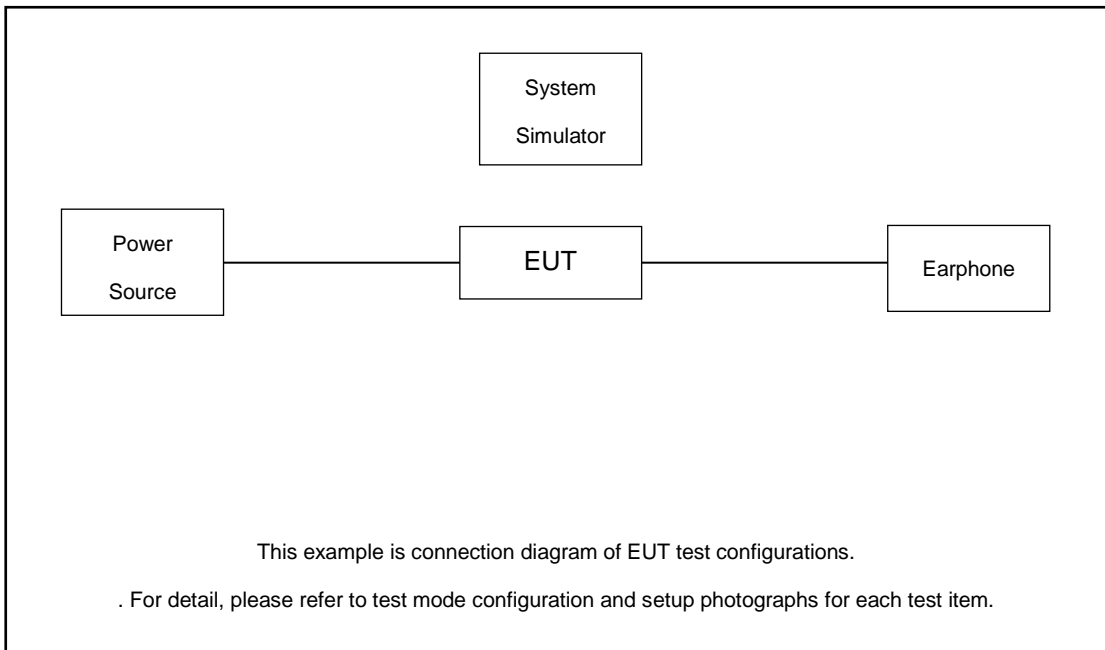 System
Simulator
Power
Source
EUT
Earphone
This example is connection diagram of EUT test configurations.
. For detail, please refer to test mode configuration and setup photographs for each test item.